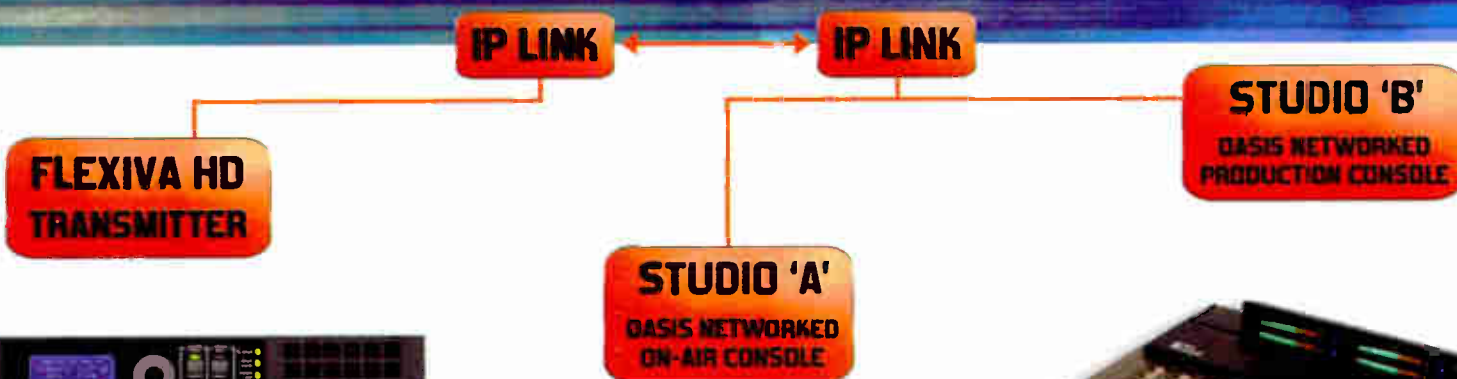 IP LINK
IP LINK
STUDIO 'B'
OASIS NETWORKED
PRODUCTION CONSOLE
FLEXIVA HD
TRANSMITTER
STUDIO 'A'
OASIS NETWORKED
ON-AIR CONSOLE